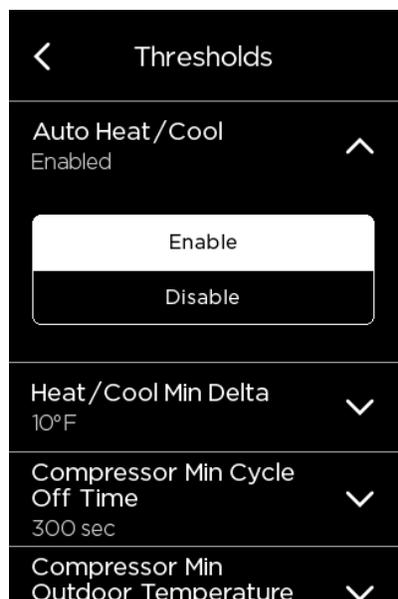 Thresholds
Auto Heat/Cool
Enabled
Enable
Disable
Heat/Cool Min Delta
10°F
Compressor Min Cycle
Off Time
300 sec
Compressor Min
Outdoor Temperature